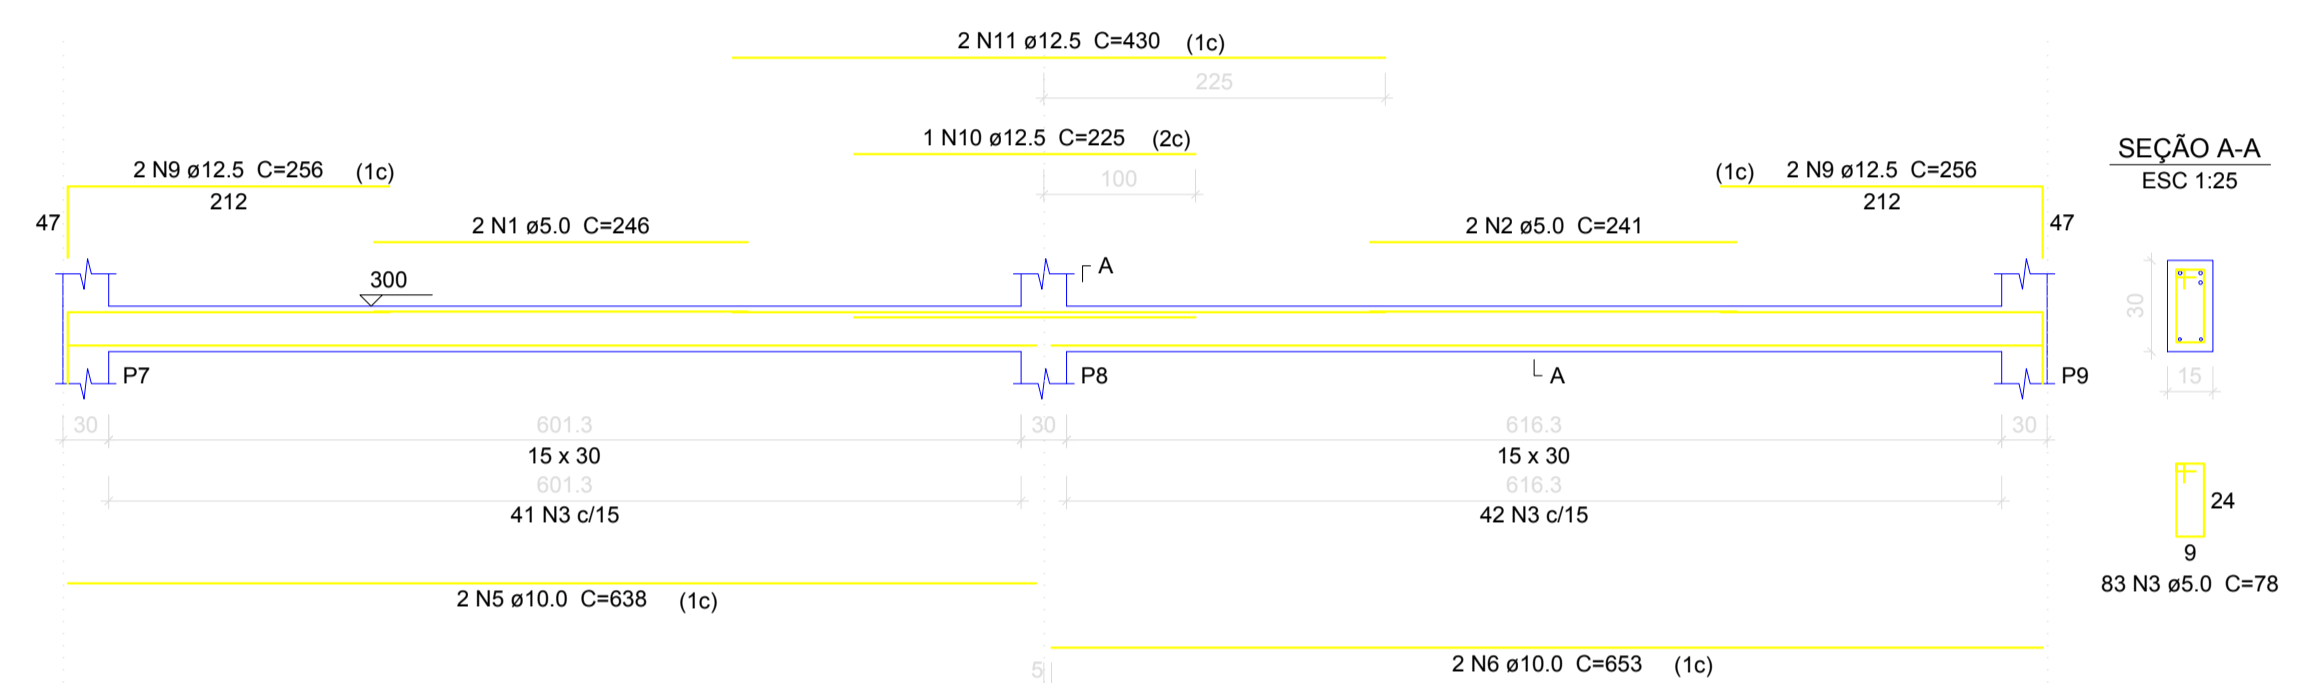 2 N11 ø12.5 C=430 (1c)
225
1 N10 ø12.5 C=225 (2c)
100
2 N9 ø12.5 C=256 (1c)
212
47
(1c) 2 N9 ø12.5 C=256
212
47
2 N1 ø5.0 C=246
2 N2 ø5.0 C=241
SEÇÃO A-A
ESC 1:25
300
A
P7
P8
A
P9
30
15
30
601.3
30
616.3
30
15 x 30
15 x 30
601.3
616.3
41 N3 c/15
42 N3 c/15
24
9
83 N3 ø5.0 C=78
2 N5 ø10.0 C=638 (1c)
2 N6 ø10.0 C=653 (1c)
5